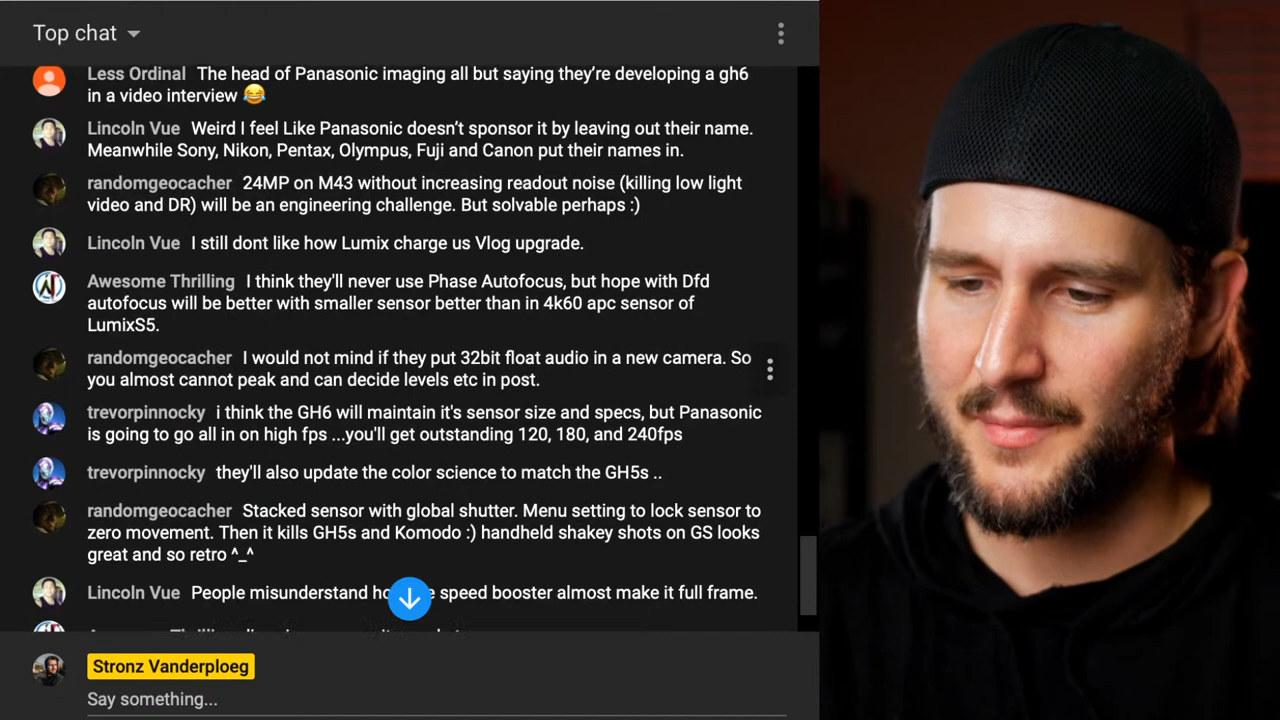 Top chat
Less Ordinal The head of Panasonic imaging all but saying they’re developing a gh6
in a video interview 😂
Lincoln Vue Weird I feel Like Panasonic doesn’t sponsor it by leaving out their name.
Meanwhile Sony, Nikon, Pentax, Olympus, Fuji and Canon put their names in.
randomgeocacher 24MP on M43 without increasing readout noise (killing low light
video and DR) will be an engineering challenge. But solvable perhaps :)
Lincoln Vue I still dont like how Lumix charge us Vlog upgrade.
Awesome Thrilling I think they'll never use Phase Autofocus, but hope with Dfd
autofocus will be better with smaller sensor better than in 4k60 apc sensor of
LumixS5.
randomgeocacher I would not mind if they put 32bit float audio in a new camera. So
you almost cannot peak and can decide levels etc in post.
trevorpinnocky i think the GH6 will maintain it's sensor size and specs, but Panasonic
is going to go all in on high fps ...you'll get outstanding 120, 180, and 240fps
trevorpinnocky they'll also update the color science to match the GH5s ..
randomgeocacher Stacked sensor with global shutter. Menu setting to lock sensor to
zero movement. Then it kills GH5s and Komodo :) handheld shakey shots on GS looks
great and so retro ^_^
Lincoln Vue People misunderstand speed booster almost make it full frame.
Stronz Vanderploeg
Say something...